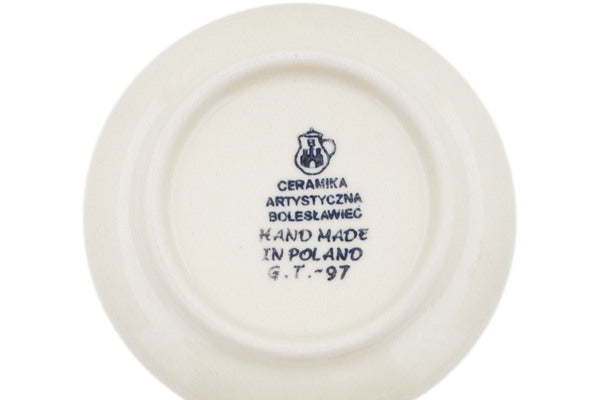 CERAMIKA
ARTYSTYCZNA
BOLESŁAWIEC
HAND MADE
IN POLAND
G.T.-97